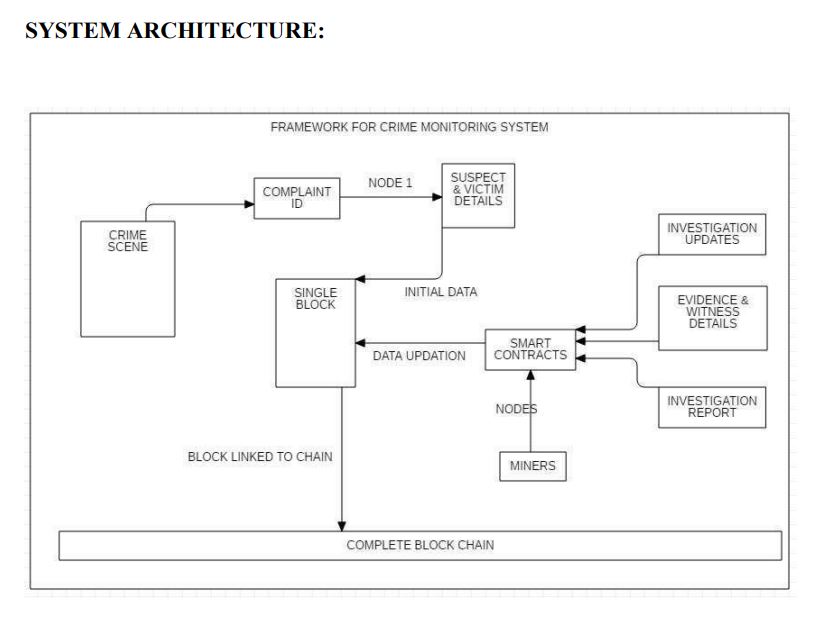 SYSTEM ARCHITECTURE:
FRAMEWORK FOR CRIME MONITORING SYSTEM
COMPLAINT
ID
NODE 1
SUSPECT
& VICTIM
DETAILS
CRIME
SCENE
INVESTIGATION
UPDATES
SINGLE
BLOCK
INITIAL DATA
EVIDENCE &
WITNESS
DETAILS
DATA UPDATION
SMART
CONTRACTS
NODES
INVESTIGATION
REPORT
BLOCK LINKED TO CHAIN
MINERS
COMPLETE BLOCK CHAIN